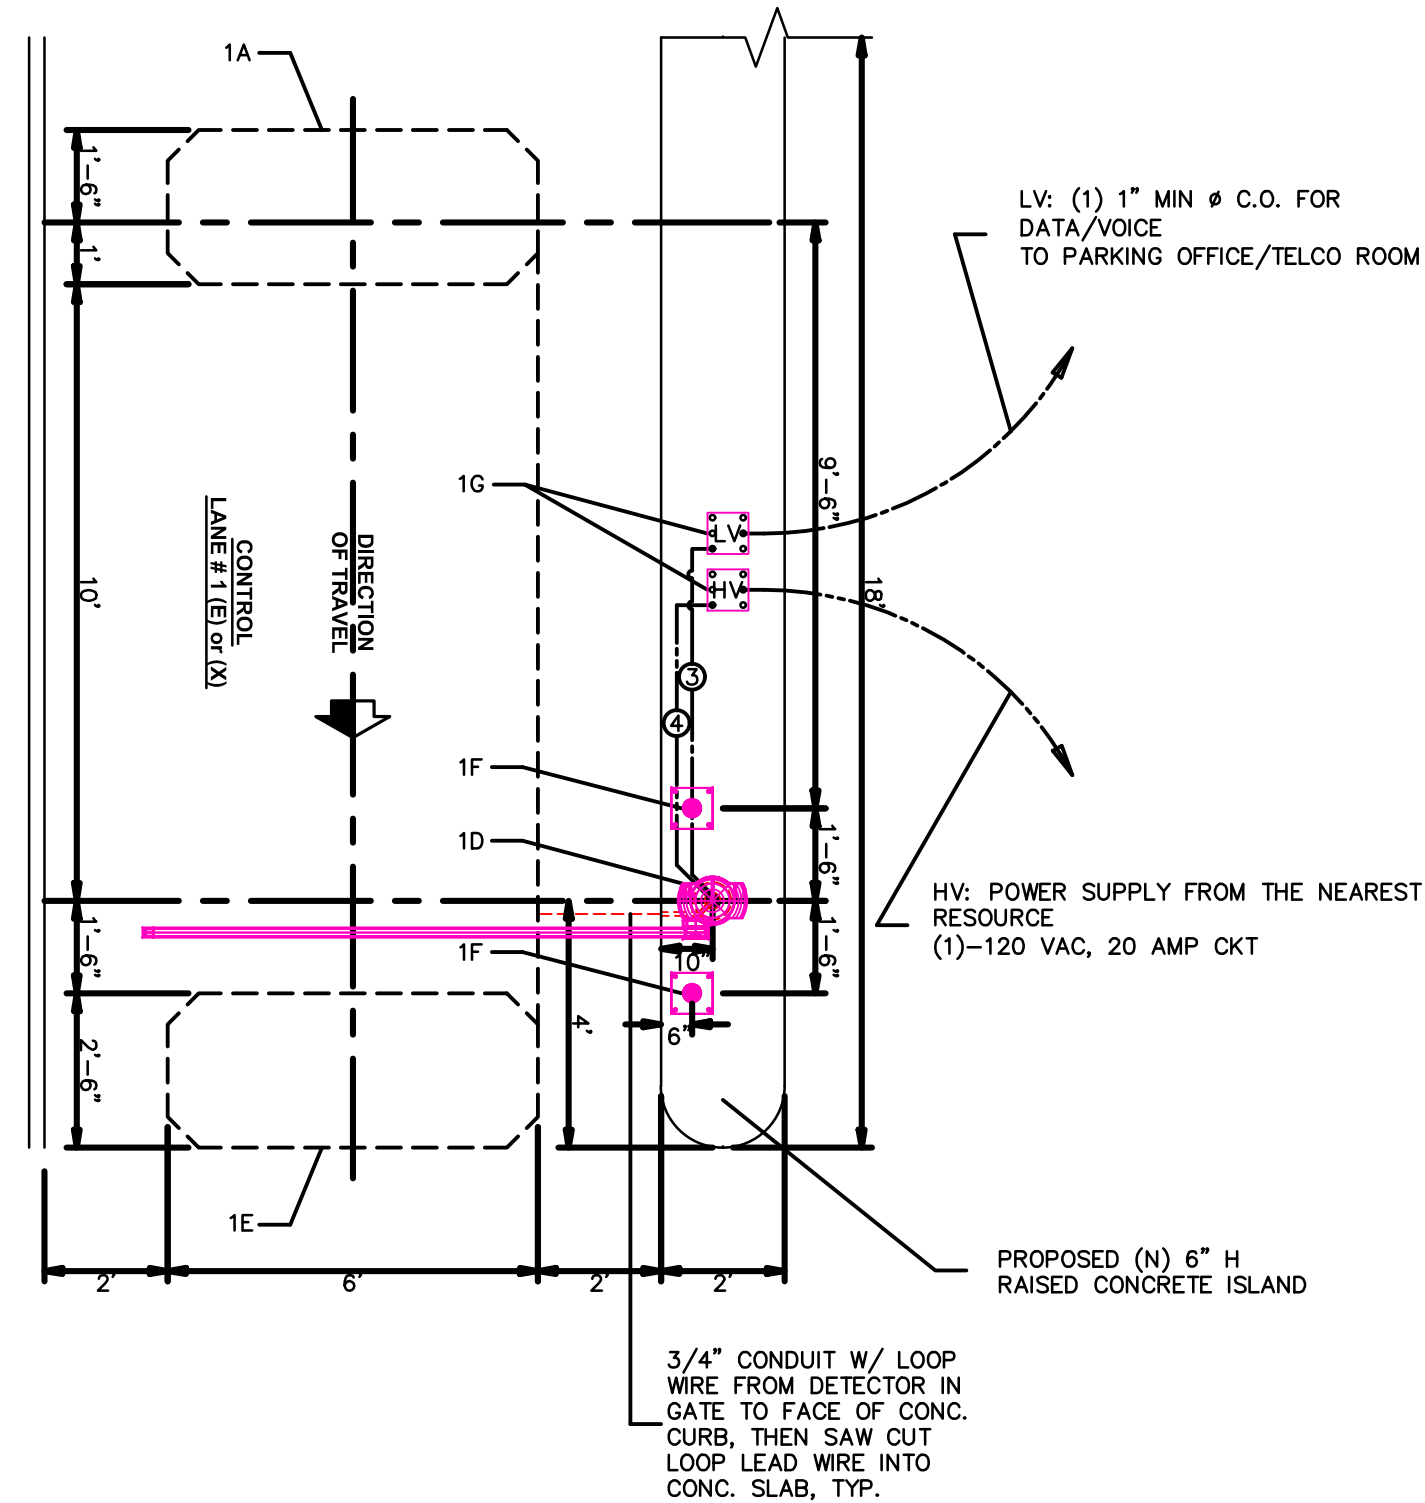 1A
1'-6"
1'
LV: (1) 1" MIN ø C.O. FOR
DATA/VOICE
TO PARKING OFFICE/TELCO ROOM
9'-6"
1G
LV
HV
10'
CONTROL
LANE # 1 (E) or (X)
DIRECTION
OF TRAVEL
18'
3
4
1F
1D
1'-6"
HV: POWER SUPPLY FROM THE NEAREST
RESOURCE
(1)-120 VAC, 20 AMP CKT
1'-6"
1'-6"
1F
10"
6"
4'
2'-6"
1E
2'
6'
2'
2'
PROPOSED (N) 6" H
RAISED CONCRETE ISLAND
3/4" CONDUIT W/ LOOP
WIRE FROM DETECTOR IN
GATE TO FACE OF CONC.
CURB, THEN SAW CUT
LOOP LEAD WIRE INTO
CONC. SLAB, TYP.